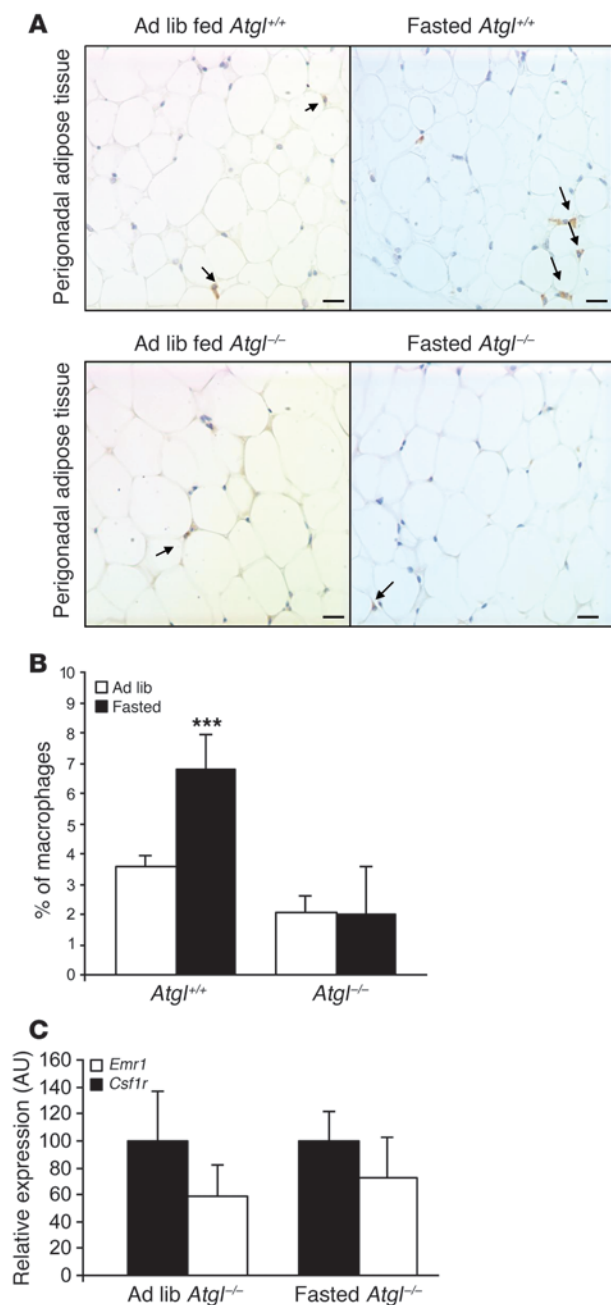 A
Ad lib fed Atgl+/+
Fasted Atgl+/+
Perigonadal adipose tissue
Ad lib fed Atgl–/–
Fasted Atgl–/–
Perigonadal adipose tissue
B
10
9
8
7
6
5
4
3
2
1
0
% of macrophages
Ad lib
Fasted
***
Atgl+/+
Atgl–/–
C
160
140
120
100
80
60
40
20
0
Relative expression (AU)
Emr1
Csf1r
Ad lib Atgl–/–
Fasted Atgl–/–